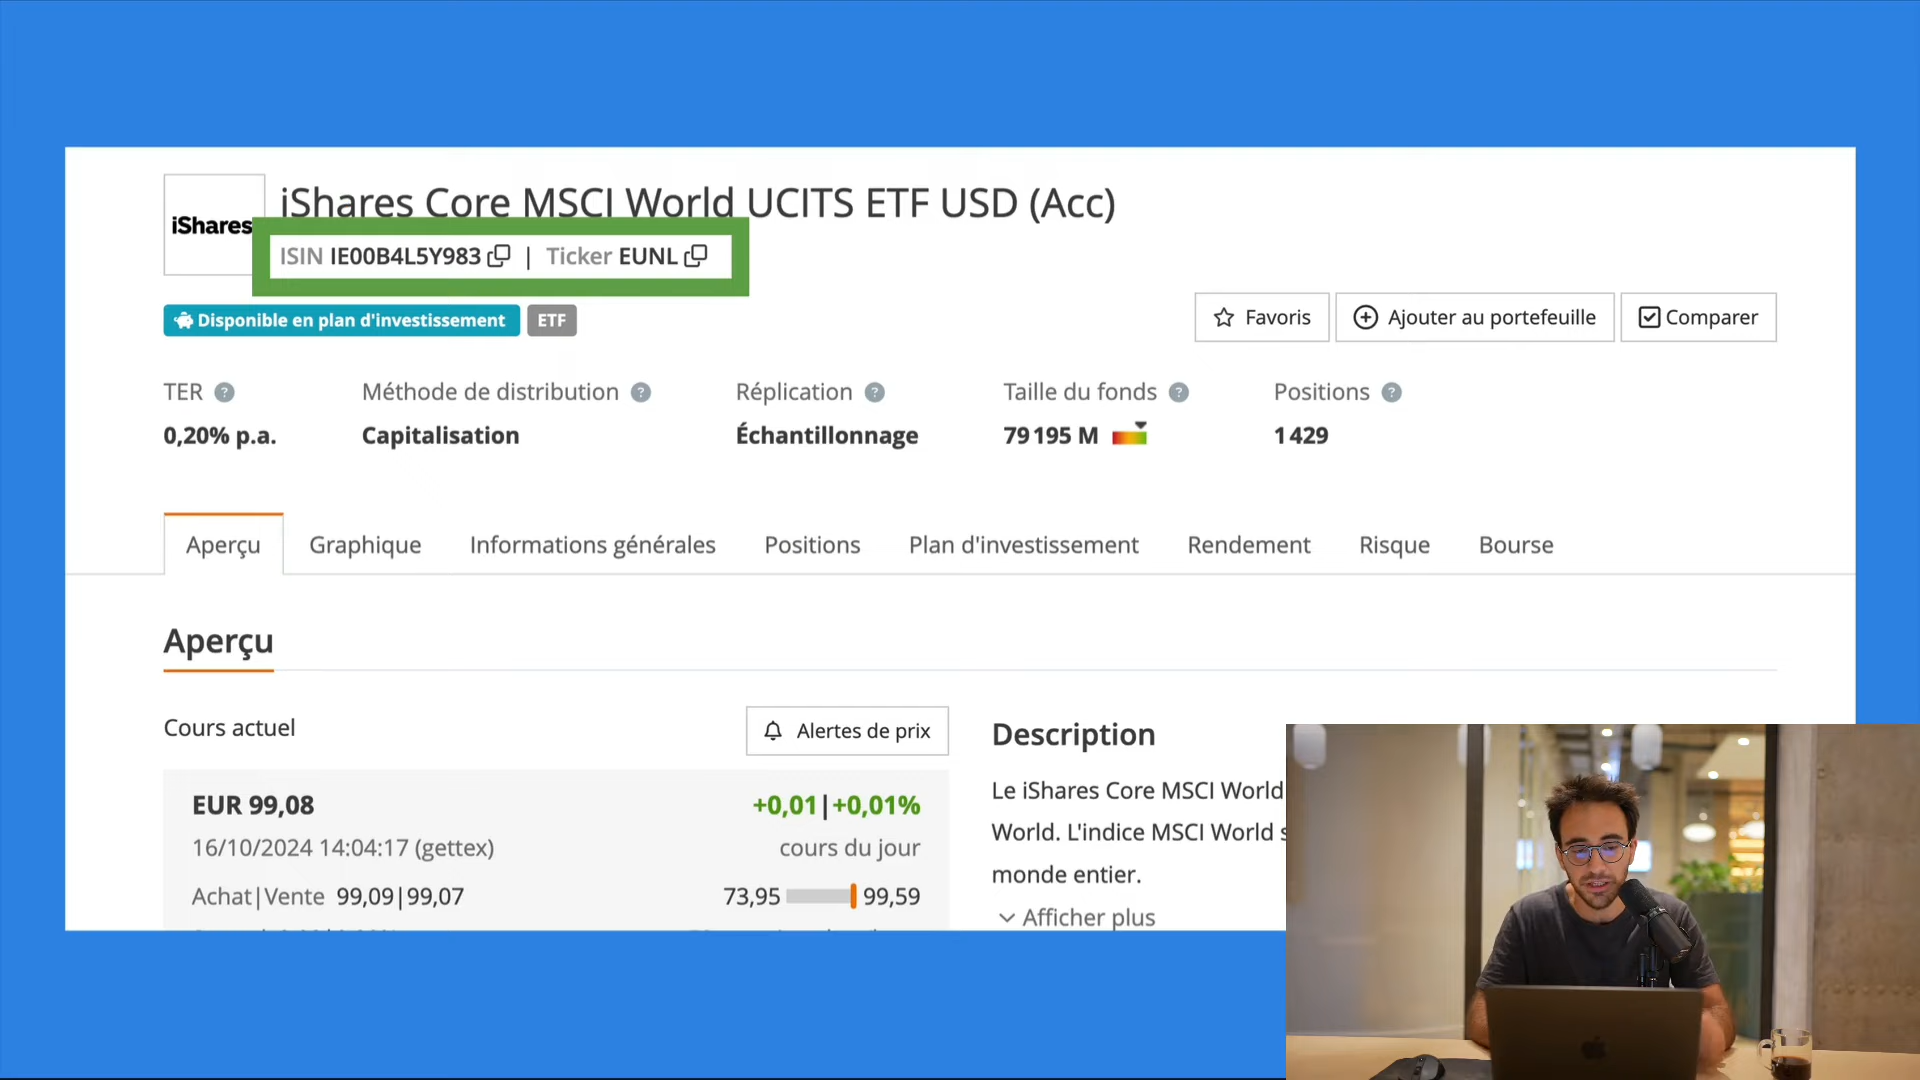 iShares
iShares Core MSCI World UCITS ETF USD (Acc)
ISIN IE00B4L5Y983 | Ticker EUNL
Disponible en plan d'investissement ETF
Favoris Ajouter au portefeuille Comparer
TER ? Méthode de distribution ? Réplication ? Taille du fonds ? Positions ?
0,20% p.a. Capitalisation Échantillonnage 79 195 M 1 429
Aperçu Graphique Informations générales Positions Plan d'investissement Rendement Risque Bourse
Aperçu
Cours actuel
Alertes de prix
EUR 99,08 +0,01|+0,01%
16/10/2024 14:04:17 (gettex) cours du jour
Achat|Vente 99,09|99,07 73,95 99,59
Description
Le iShares Core MSCI World
World. L'indice MSCI World
monde entier.
Afficher plus